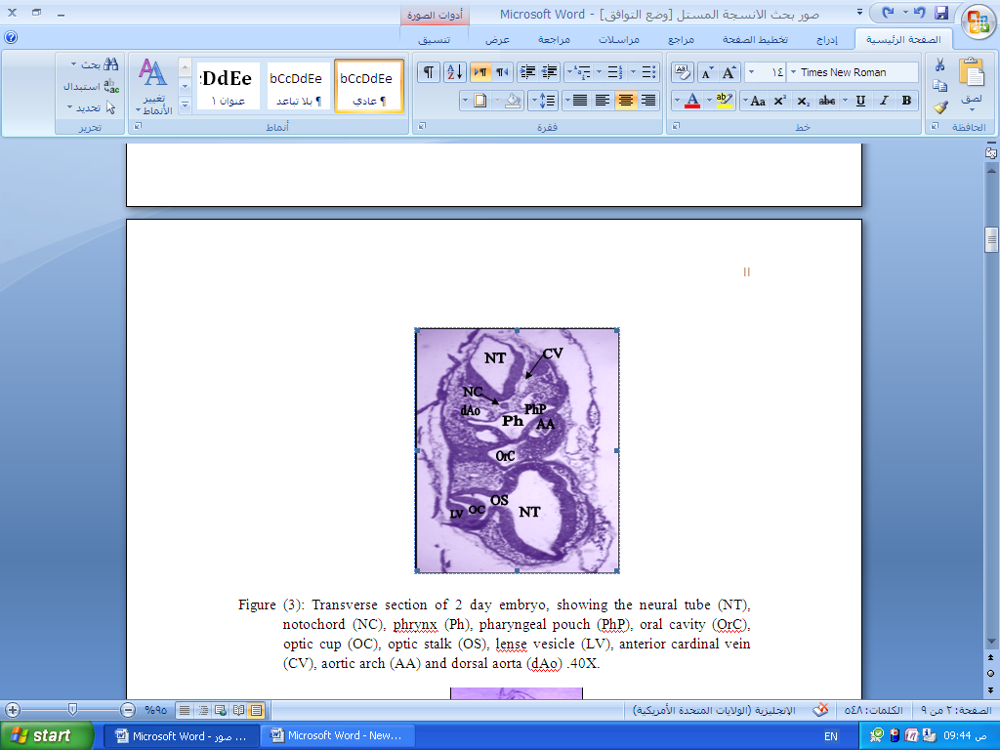 صور بحث الانسجة المستل [وضع التوافق] - Microsoft Word
أدوات الصورة
الصفحة الرئيسية
إدراج
تخطيط الصفحة
مراجع
مراسلات
مراجعة
عرض
تنسيق
لصق
الحافظة
Times New Roman
١٤
B I U abc x₂ x² Aa
خط
فقرة
AaBbCcDdEe
¶ عادي
¶ بلا تباعد
عنوان ١
تغيير الأنماط
أنماط
بحث
استبدال
تحديد
تحرير
II
NT
CV
NC
dAo
PhP
Ph
AA
OrC
OS
OC
LV
NT
Figure (3): Transverse section of 2 day embryo, showing the neural tube (NT),
notochord (NC), phrynx (Ph), pharyngeal pouch (PhP), oral cavity (OrC),
optic cup (OC), optic stalk (OS), lense vesicle (LV), anterior cardinal vein
(CV), aortic arch (AA) and dorsal aorta (dAo) .40X.
الصفحة: ٢ من ٩
الكلمات: ٥٤٨
الإنجليزية (الولايات المتحدة الأمريكية)
٩٥%
start
Microsoft Word - صور ...
Microsoft Word - New...
EN
09:44 ص